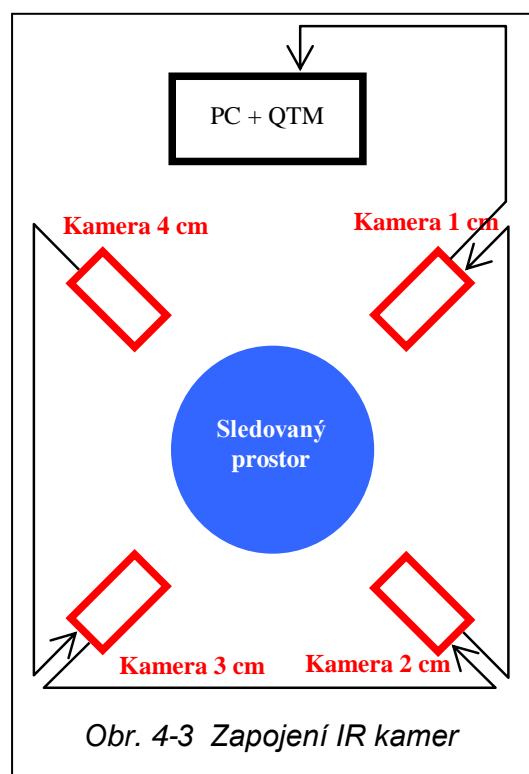 PC + QTM
Kamera 4 cm
Kamera 1 cm
Sledovaný
prostor
Kamera 3 cm
Kamera 2 cm
Obr. 4-3 Zapojení IR kamer